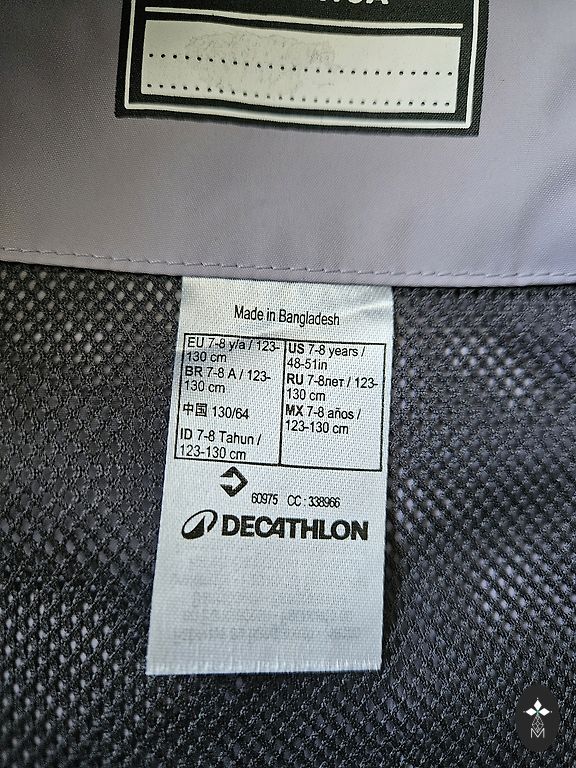 Made in Bangladesh
EU 7-8 y/a / 123-
130 cm
BR 7-8 A / 123-
130 cm
中国 130/64
ID 7-8 Tahun /
123-130 cm
US 7-8 years /
48-51in
RU 7-8лет / 123-
130 cm
MX 7-8 años /
123-130 cm
60975 CC : 338966
DECATHLON